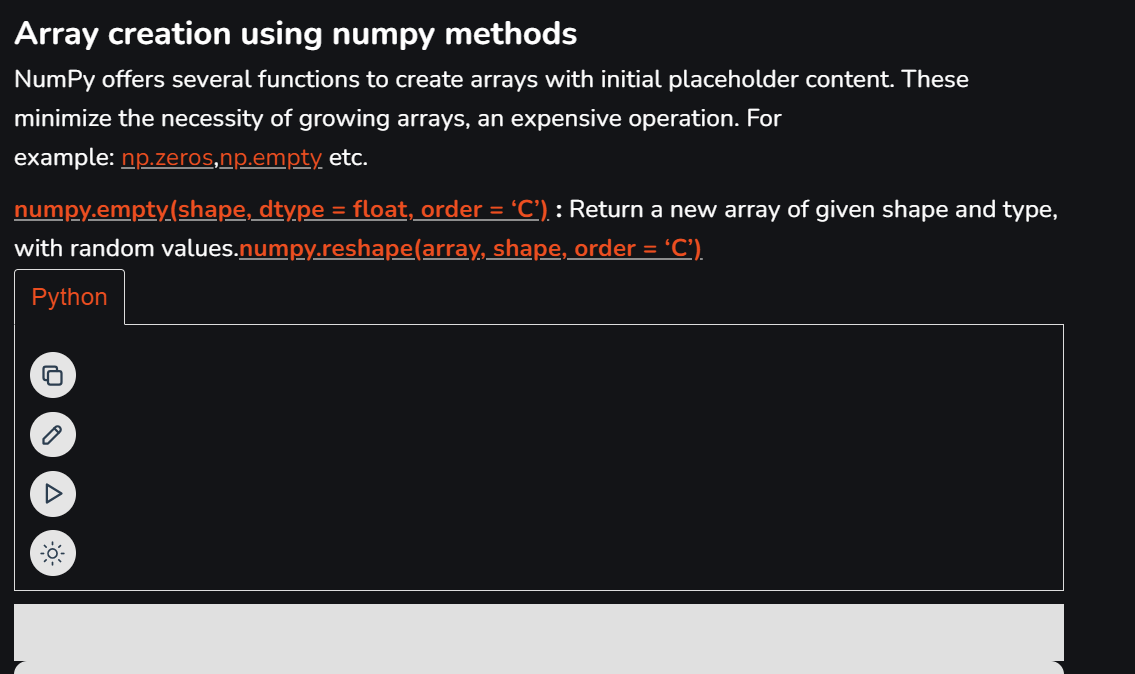 Array creation using numpy methods
NumPy offers several functions to create arrays with initial placeholder content. These
minimize the necessity of growing arrays, an expensive operation. For
example: np.zeros,np.empty etc.
numpy.empty(shape, dtype = float, order = ‘C’) : Return a new array of given shape and type,
with random values.numpy.reshape(array, shape, order = ‘C’)
Python